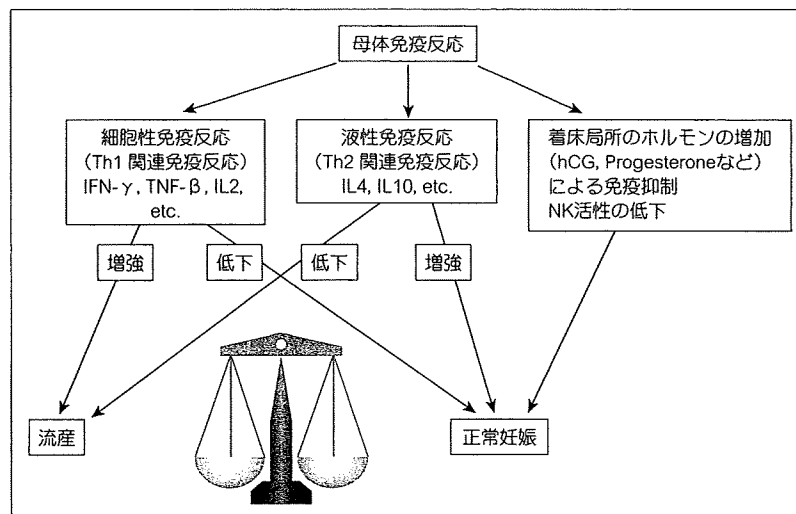 母体免疫反応
細胞性免疫反応
(Th1 関連免疫反応)
IFN-γ, TNF-β, IL2,
etc.
液性免疫反応
(Th2 関連免疫反応)
IL4, IL10, etc.
着床局所のホルモンの増加
(hCG, Progesteroneなど)
による免疫抑制
NK活性の低下
増強
低下
低下
増強
流産
正常妊娠